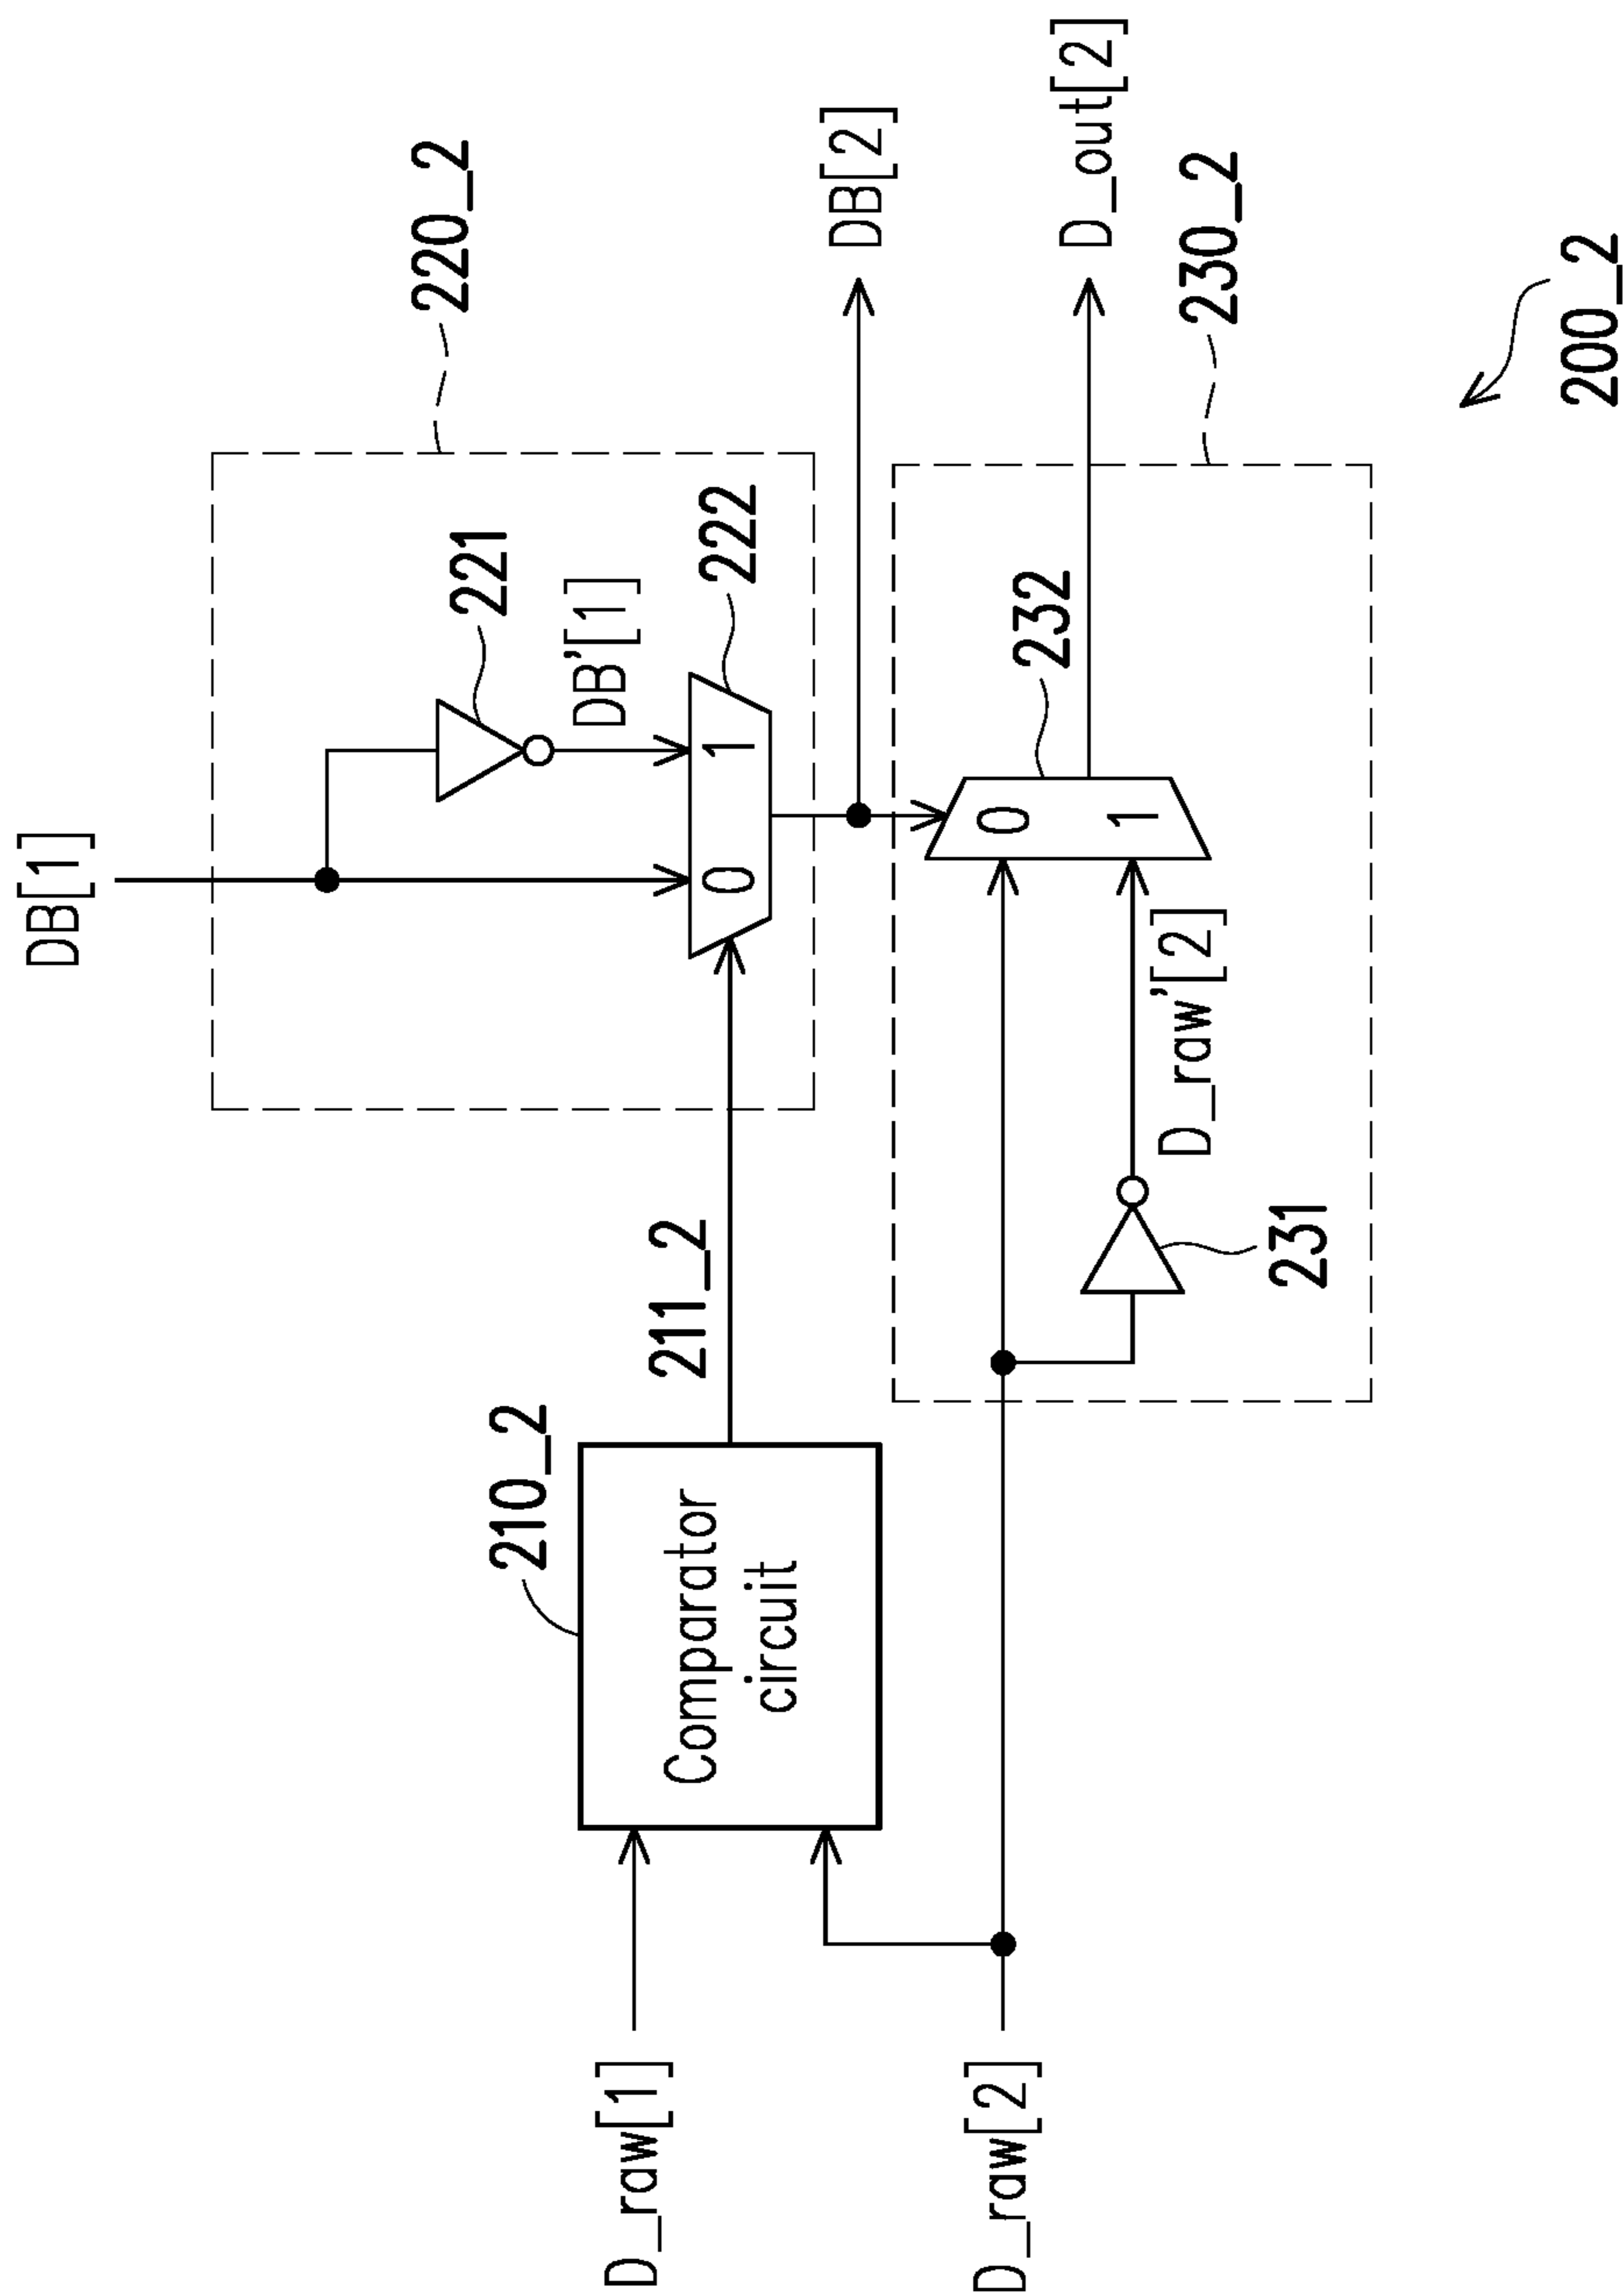 DB[1]
220_2
221
DB'[1]
0
1
222
210_2
211_2
Comparator
circuit
DB[2]
D_raw[1]
232
0
1
D_out[2]
D_raw[2]
D_raw'[2]
231
230_2
200_2